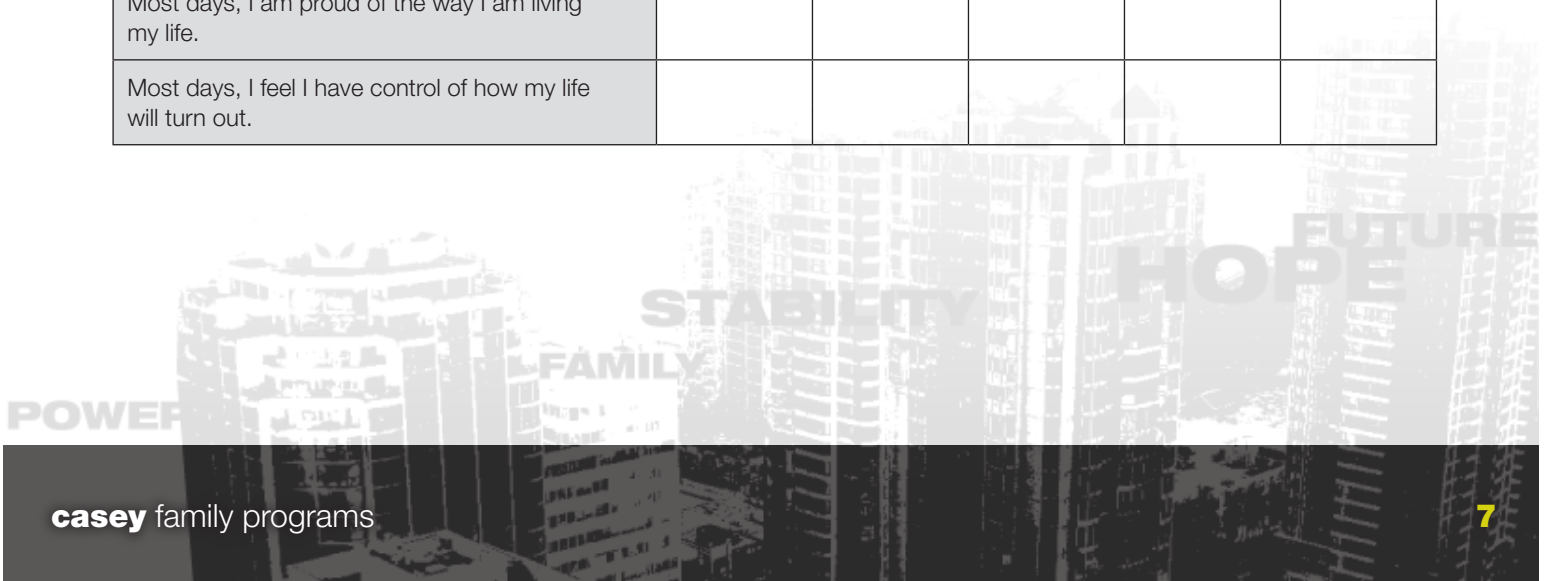 Most days, I am proud of the way I am living
my life.
Most days, I feel I have control of how my life
will turn out.
FUTURE
HOPE
STABILITY
FAMILY
POWER
casey family programs
7